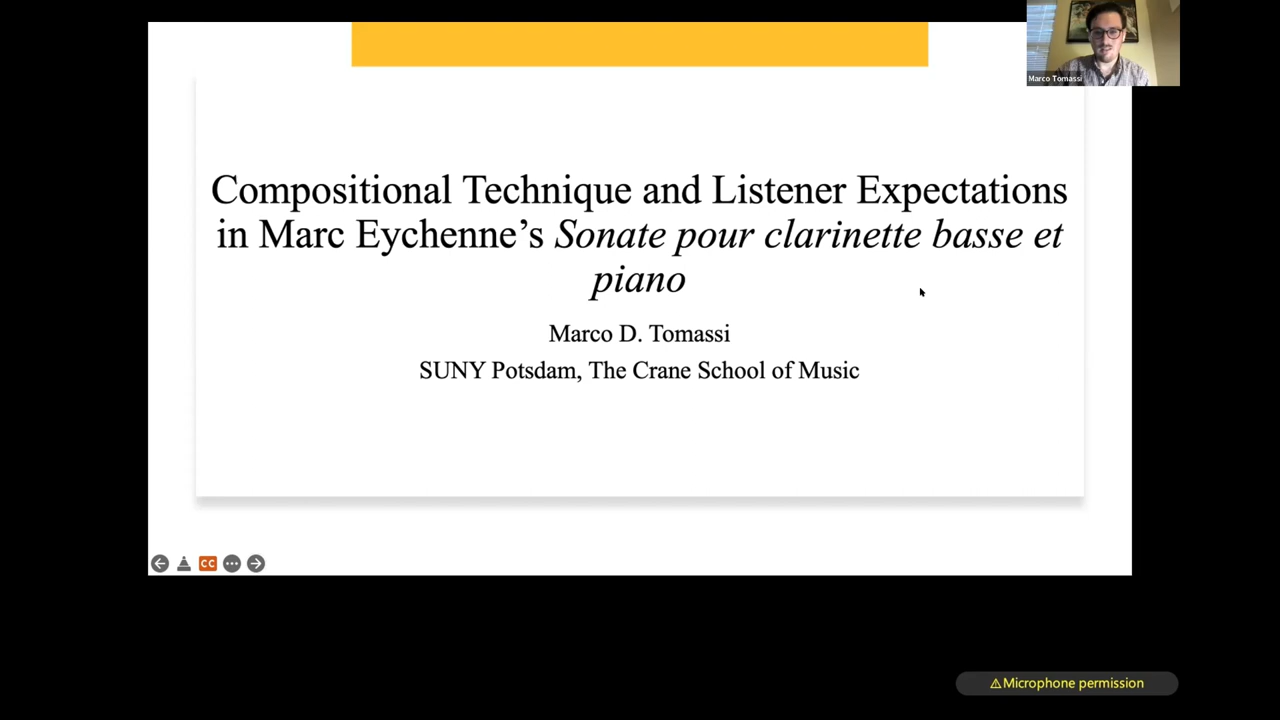 Marco Tomassi
Compositional Technique and Listener Expectations
in Marc Eychenne’s Sonate pour clarinette basse et
piano
Marco D. Tomassi
SUNY Potsdam, The Crane School of Music
CC
⚠Microphone permission